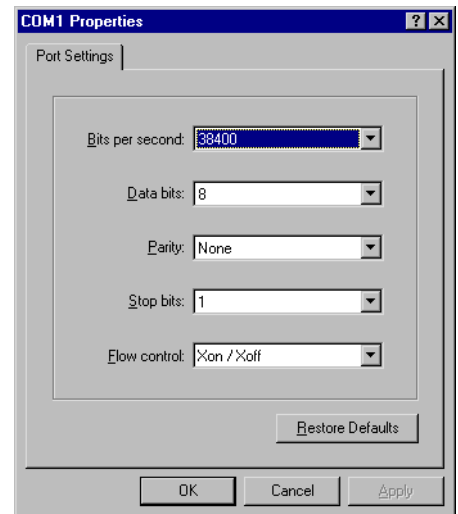 COM1 Properties
Port Settings
Bits per second: 38400
Data bits: 8
Parity: None
Stop bits: 1
Flow control: Xon / Xoff
Restore Defaults
OK Cancel Apply